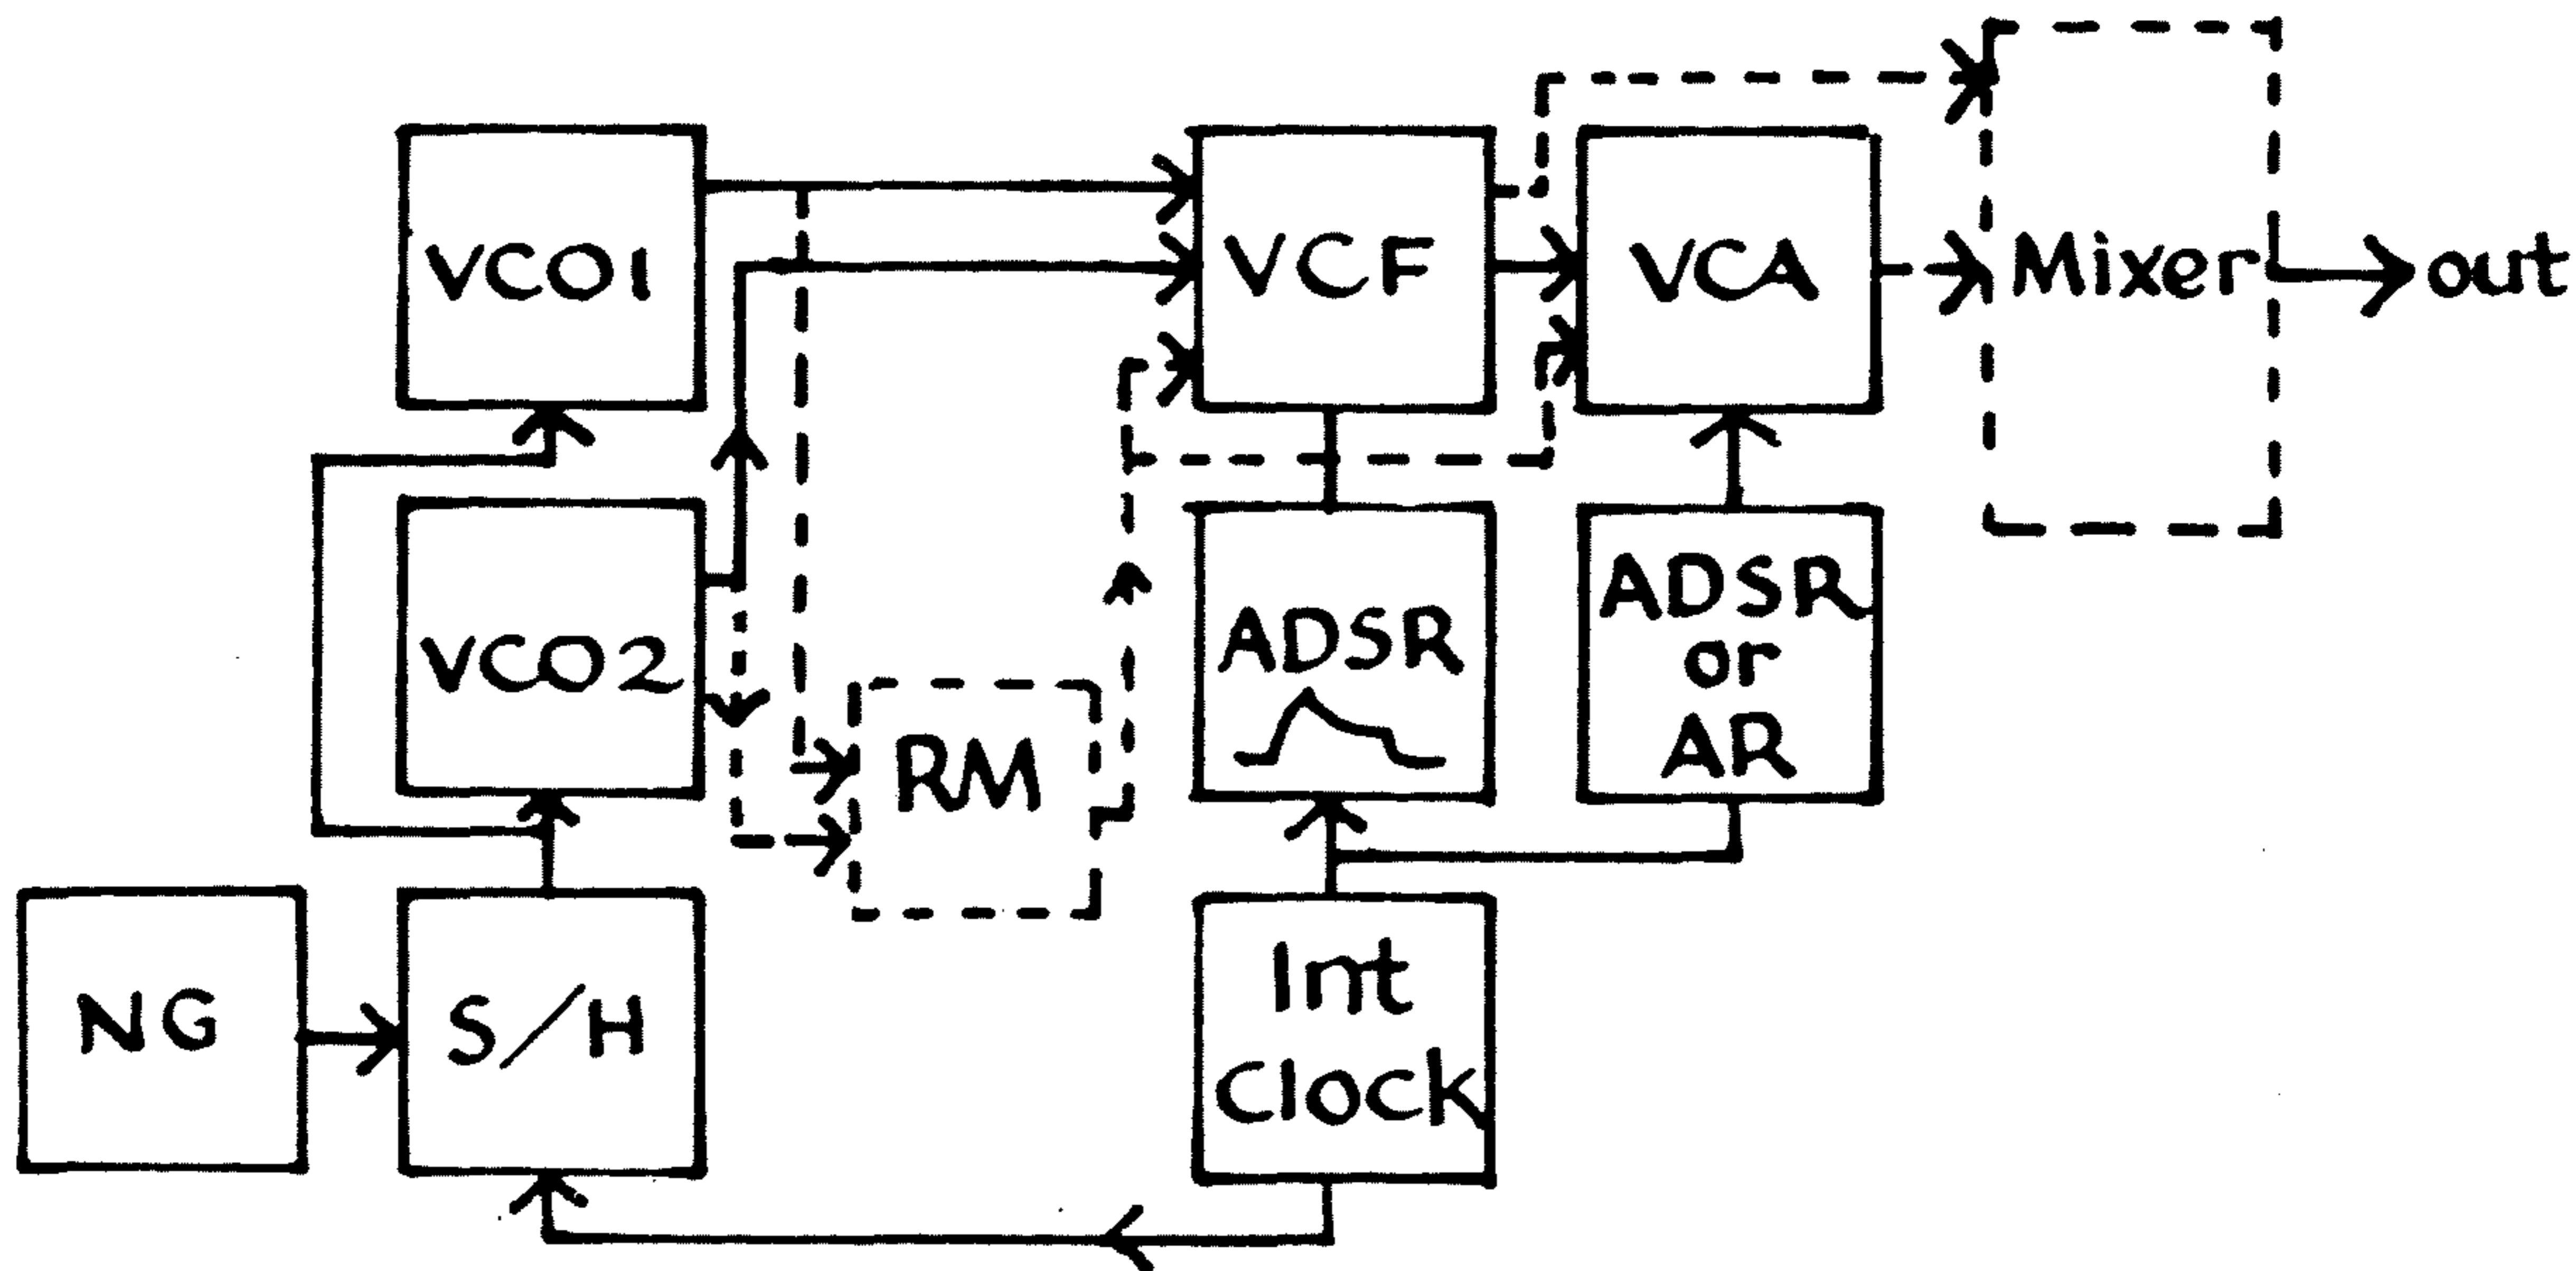 VCO1
VCF
VCA
Mixer
out
VCO2
RM
ADSR
ADSR
or
AR
NG
S/H
Int
Clock